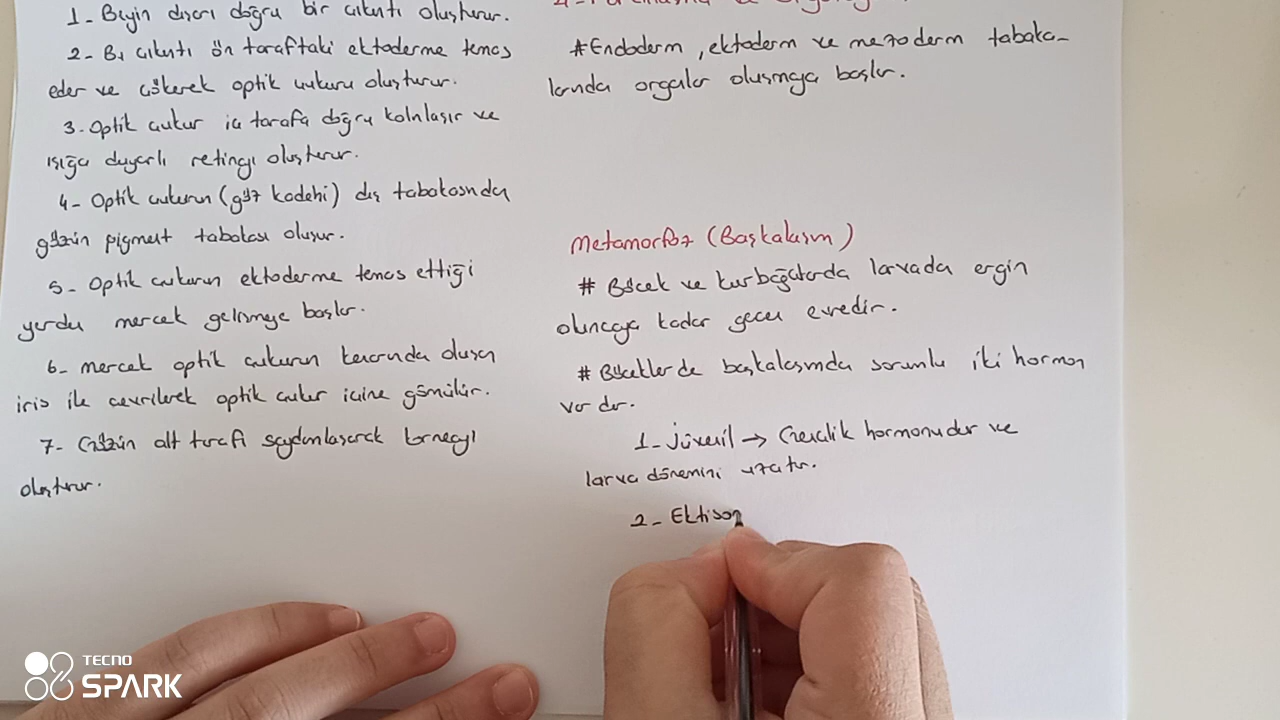 1- Beyin dışarı doğru bir çıkıntı oluşturur.
2- Bu çıkıntı ön taraftaki ektoderme temas
eder ve çökerek optik çukuru oluşturur.
3- Optik çukur iç tarafa doğru kalınlaşır ve
ışığa duyarlı retinayı oluşturur.
4- Optik çukurun (göz kadehi) dış tabakasında
gözün pigment tabakası oluşur.
5- Optik çukurun ektoderme temas ettiği
yerden mercek gelişmeye başlar.
6- mercek optik çukurun kenarında oluşan
iris ile çevrilerek optik çukur içine gömülür.
7- Gözün alt tarafı saydamlaşarak korneayı
oluşturur.
#Endoderm, ektoderm ve mezoderm tabaka-
larında organlar oluşmaya başlar.
Metamorfoz (Başkalaşım)
# Böcek ve kurbağalarda larvada ergin
oluncaya kadar geçen evredir.
# Böceklerde başkalaşımda sorumlu iki hormon
vardır.
1- Jüvenil → Gençlik hormonudur ve
larva dönemini uzatır.
2- Ektison
TECNO
SPARK